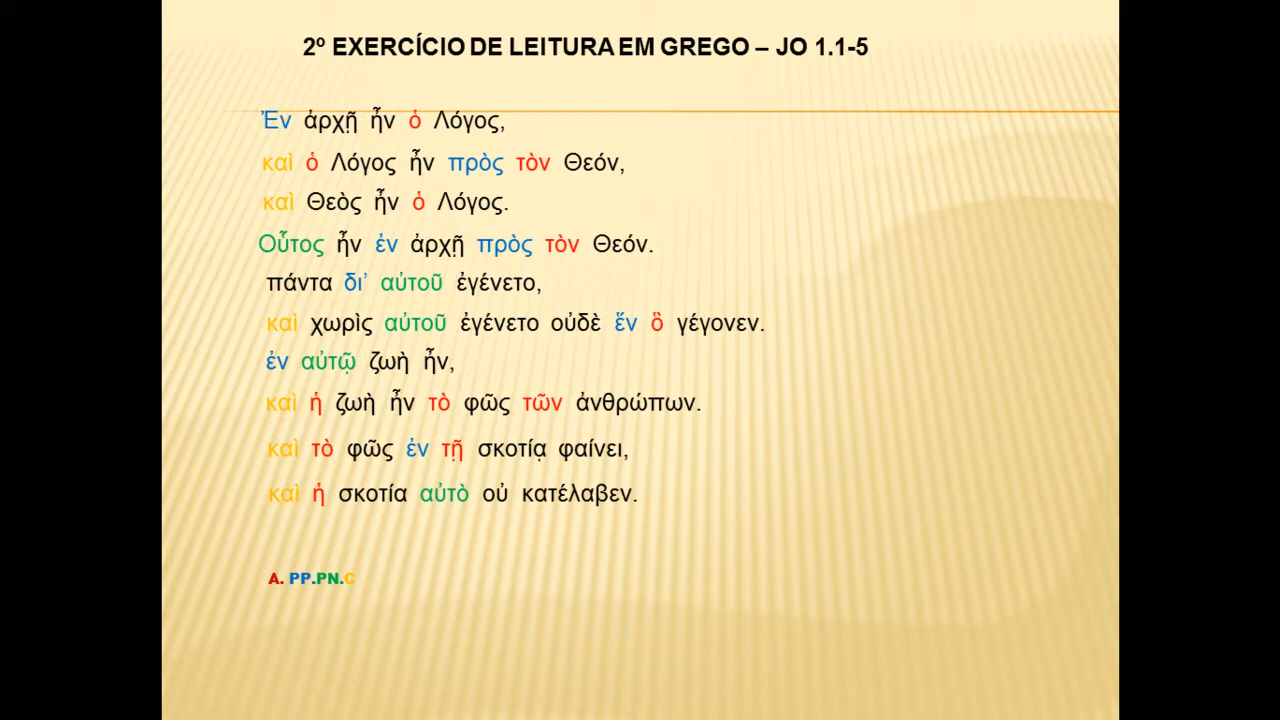 2º EXERCÍCIO DE LEITURA EM GREGO – JO 1.1-5
Ἐν ἀρχῇ ἦν ὁ Λόγος,
καὶ ὁ Λόγος ἦν πρὸς τὸν Θεόν,
καὶ Θεὸς ἦν ὁ Λόγος.
Οὗτος ἦν ἐν ἀρχῇ πρὸς τὸν Θεόν.
πάντα δι’ αὐτοῦ ἐγένετο,
καὶ χωρὶς αὐτοῦ ἐγένετο οὐδὲ ἕν ὃ γέγονεν.
ἐν αὐτῷ ζωὴ ἦν,
καὶ ἡ ζωὴ ἦν τὸ φῶς τῶν ἀνθρώπων.
καὶ τὸ φῶς ἐν τῇ σκοτίᾳ φαίνει,
καὶ ἡ σκοτία αὐτὸ οὐ κατέλαβεν.
A. PP.PN.C